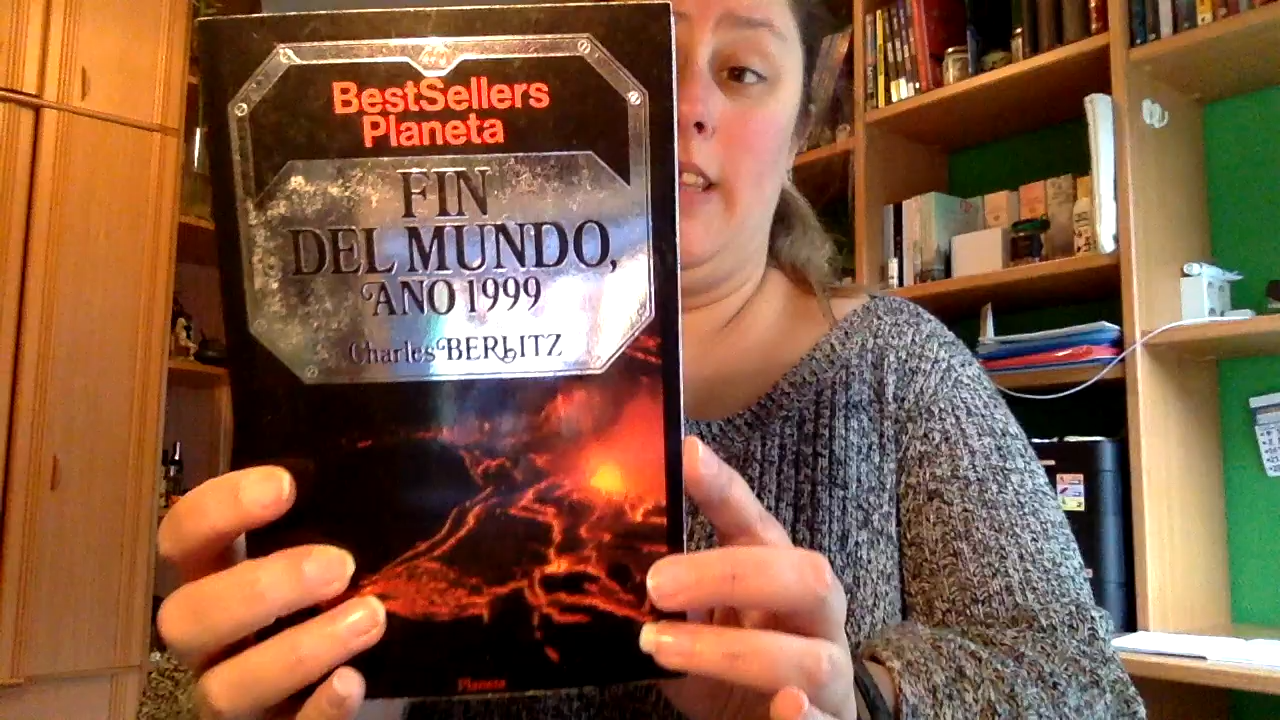 BestSellers
Planeta
FIN
DEL MUNDO,
AÑO 1999
Charles BERLITZ
Planeta